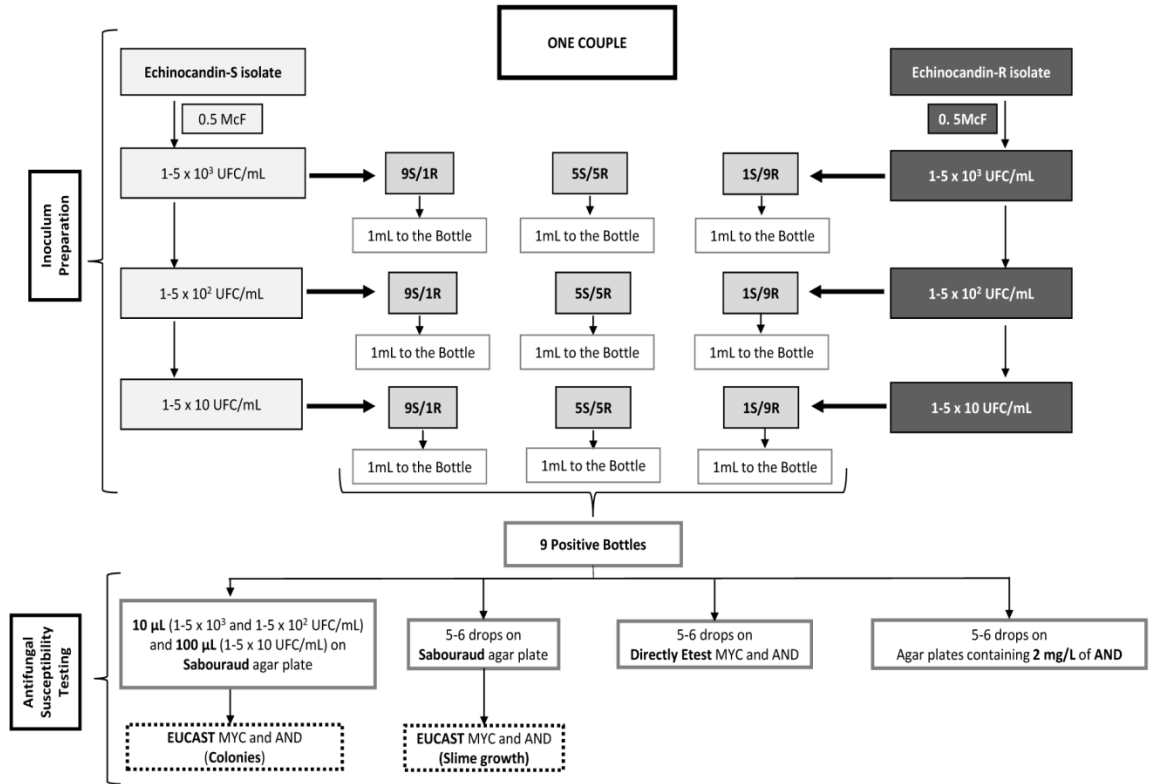 ONE COUPLE
Echinocandin-S isolate
Echinocandin-R isolate
0.5 McF
0. 5McF
Inoculum
Preparation
1-5 x 10³ UFC/mL
9S/1R
5S/5R
1S/9R
1-5 x 10³ UFC/mL
1mL to the Bottle
1mL to the Bottle
1mL to the Bottle
1-5 x 10² UFC/mL
9S/1R
5S/5R
1S/9R
1-5 x 10² UFC/mL
1mL to the Bottle
1mL to the Bottle
1mL to the Bottle
1-5 x 10 UFC/mL
9S/1R
5S/5R
1S/9R
1-5 x 10 UFC/mL
1mL to the Bottle
1mL to the Bottle
1mL to the Bottle
9 Positive Bottles
Antifungal
Susceptibility
Testing
10 µL (1-5 x 10³ and 1-5 x 10² UFC/mL)
and 100 µL (1-5 x 10 UFC/mL) on
Sabouraud agar plate
5-6 drops on
Sabouraud agar plate
5-6 drops on
Directly Etest MYC and AND
5-6 drops on
Agar plates containing 2 mg/L of AND
EUCAST MYC and AND
(Colonies)
EUCAST MYC and AND
(Slime growth)